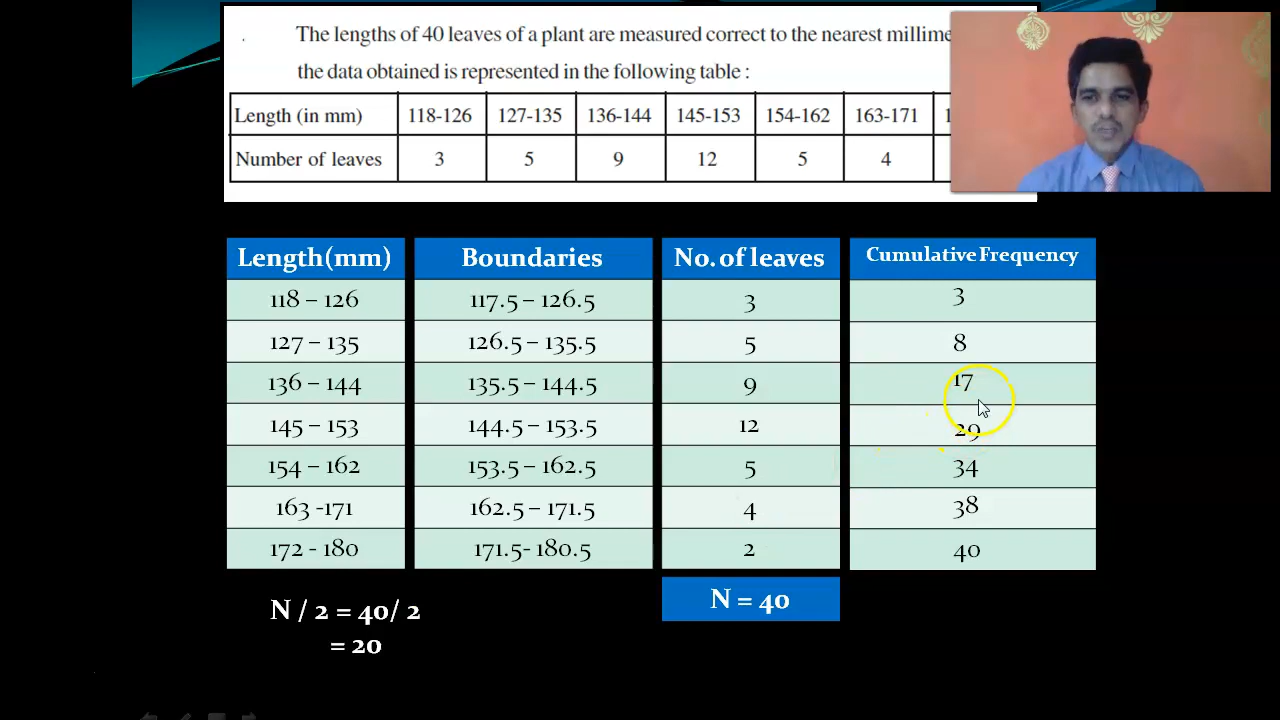 The lengths of 40 leaves of a plant are measured correct to the nearest
the data obtained is represented in the following table :
Length (in mm) 118-126 127-135 136-144 145-153 154-162 163-171
Number of leaves 3 5 9 12 5 4
Length(mm) Boundaries No. of leaves Cumulative Frequency
118 – 126 117.5 – 126.5 3 3
127 – 135 126.5 – 135.5 5 8
136 – 144 135.5 – 144.5 9 17
145 – 153 144.5 – 153.5 12 29
154 – 162 153.5 – 162.5 5 34
163 -171 162.5 – 171.5 4 38
172 - 180 171.5- 180.5 2 40
N = 40
N / 2 = 40/ 2
= 20